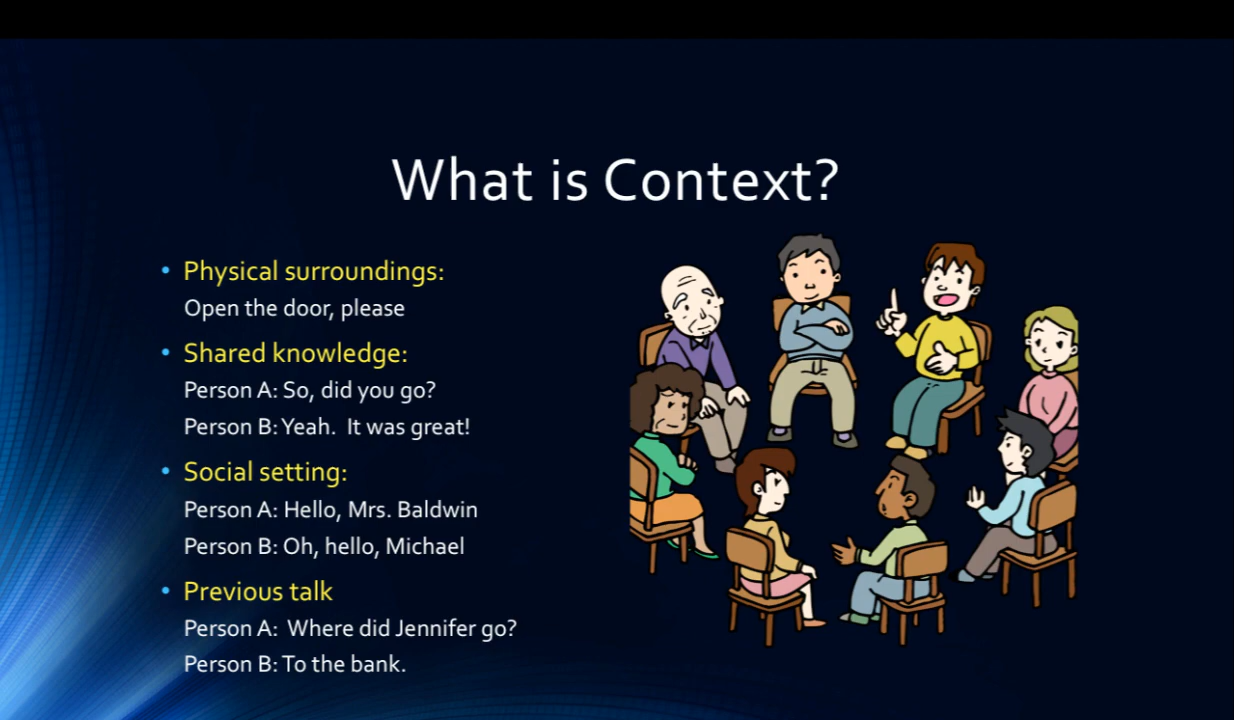 What is Context?
• Physical surroundings:
Open the door, please
• Shared knowledge:
Person A: So, did you go?
Person B: Yeah.  It was great!
• Social setting:
Person A: Hello, Mrs. Baldwin
Person B: Oh, hello, Michael
• Previous talk
Person A:  Where did Jennifer go?
Person B: To the bank.